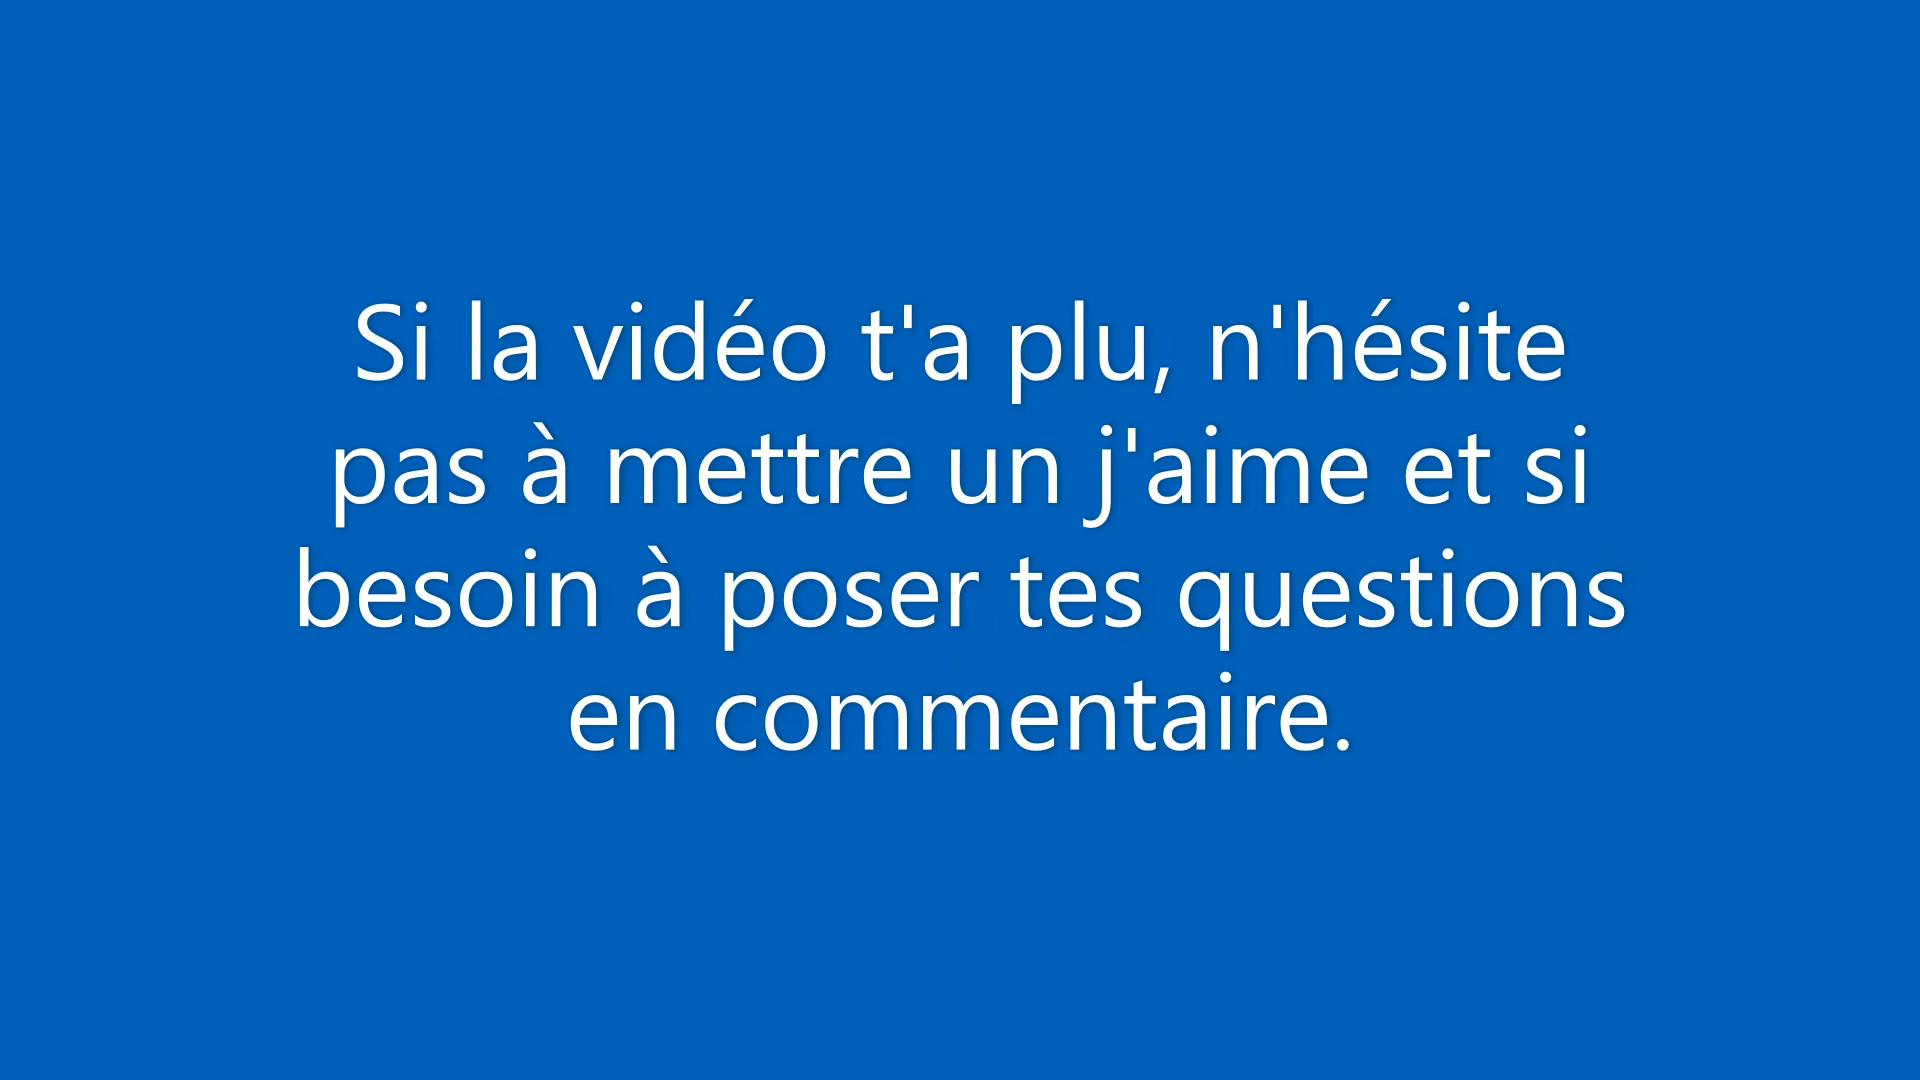 Si la vidéo t'a plu, n'hésite
pas à mettre un j'aime et si
besoin à poser tes questions
en commentaire.